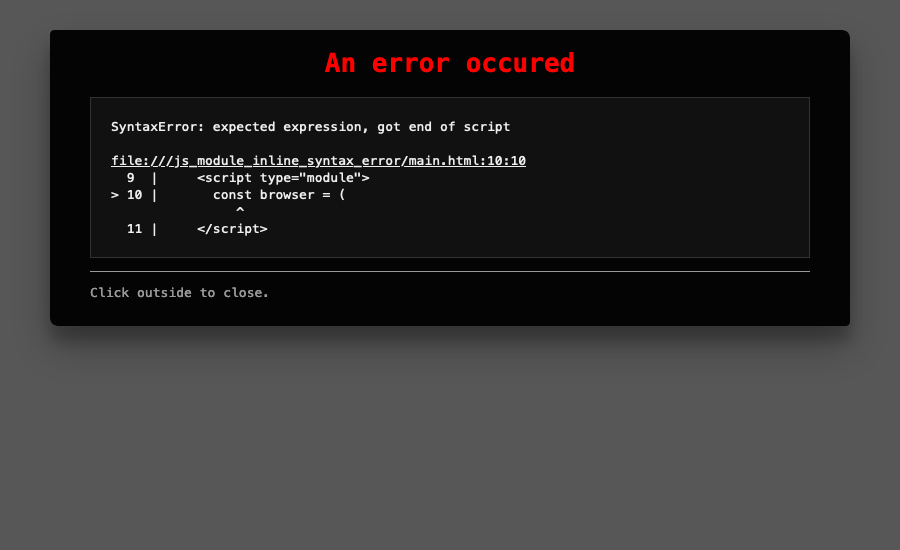 An error occured
SyntaxError: expected expression, got end of script
file:///js_module_inline_syntax_error/main.html:10:10
  9  |     <script type="module">
> 10 |       const browser = (
                ^
  11 |     </script>
Click outside to close.